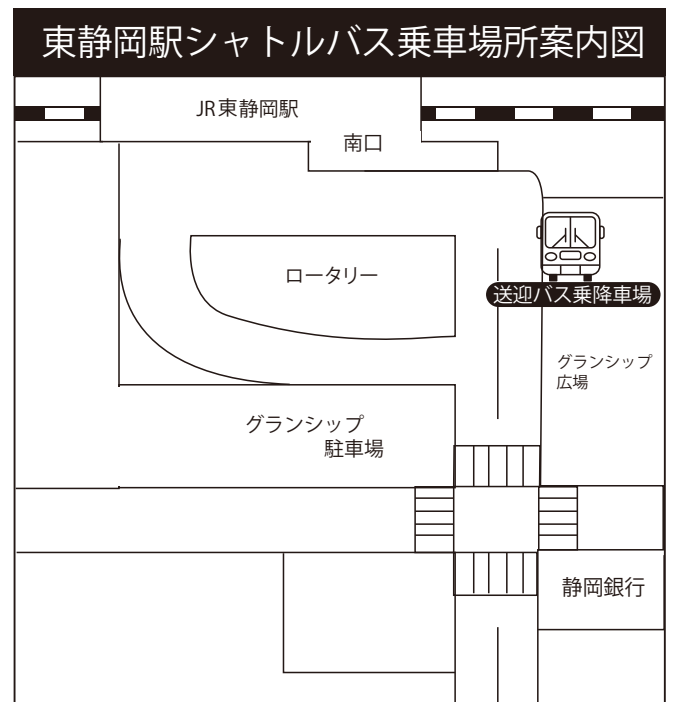 東静岡駅シャトルバス乗車場所案内図
JR東静岡駅
南口
ロータリー
送迎バス乗降車場
グランシップ
広場
グランシップ
駐車場
静岡銀行